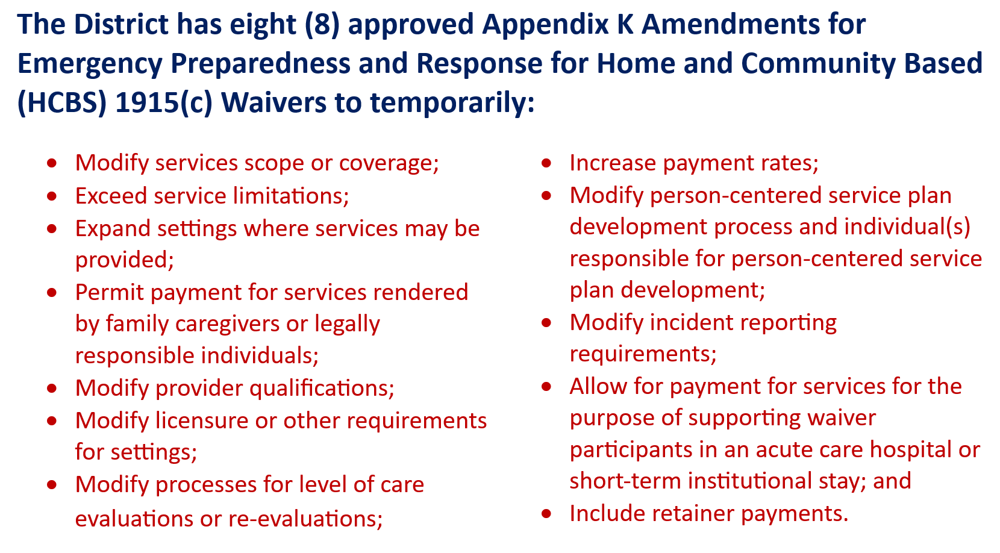 The District has eight (8) approved Appendix K Amendments for
Emergency Preparedness and Response for Home and Community Based
(HCBS) 1915(c) Waivers to temporarily:
• Modify services scope or coverage;
• Exceed service limitations;
• Expand settings where services may be
provided;
• Permit payment for services rendered
by family caregivers or legally
responsible individuals;
• Modify provider qualifications;
• Modify licensure or other requirements
for settings;
• Modify processes for level of care
evaluations or re-evaluations;
• Increase payment rates;
• Modify person-centered service plan
development process and individual(s)
responsible for person-centered service
plan development;
• Modify incident reporting
requirements;
• Allow for payment for services for the
purpose of supporting waiver
participants in an acute care hospital or
short-term institutional stay; and
• Include retainer payments.